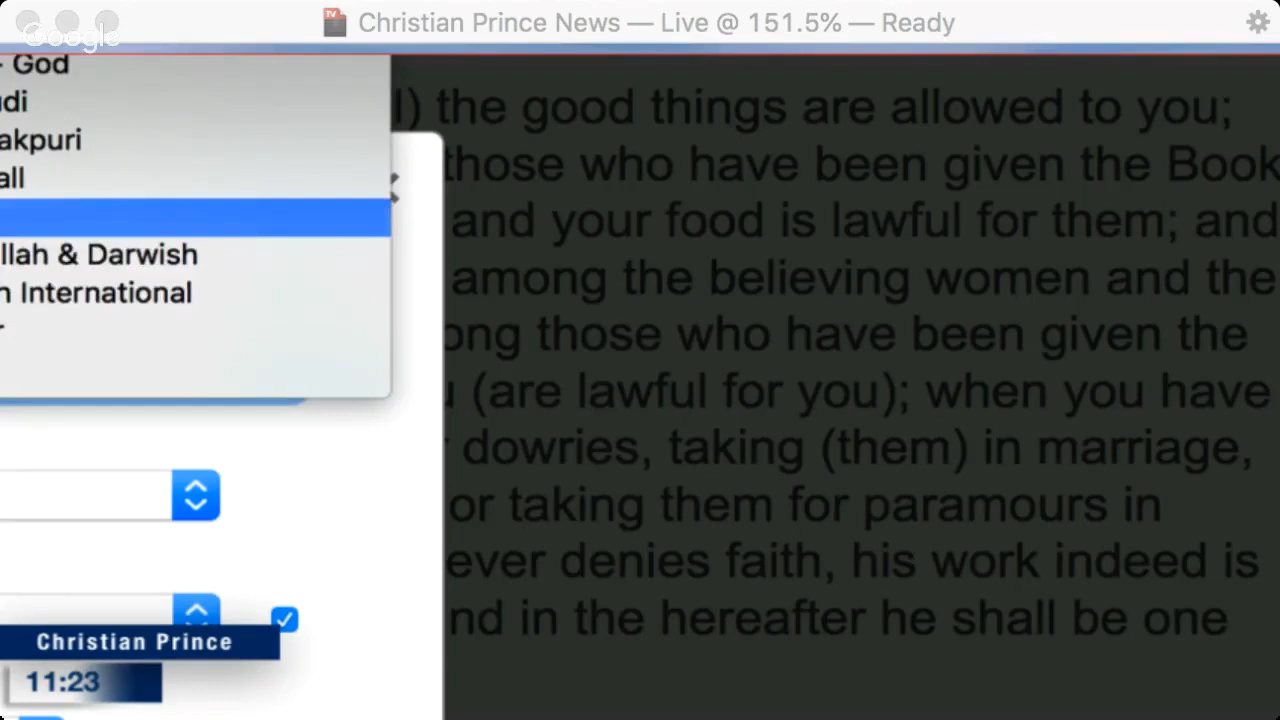 Christian Prince News — Live @ 151.5% — Ready
Google
- God
udi
akpuri
all
llah & Darwish
n International
r
l) the good things are allowed to you;
those who have been given the Book
and your food is lawful for them; and
among the believing women and the
ong those who have been given the
u (are lawful for you); when you have
r dowries, taking (them) in marriage,
or taking them for paramours in
ever denies faith, his work indeed is
nd in the hereafter he shall be one
Christian Prince
11:23